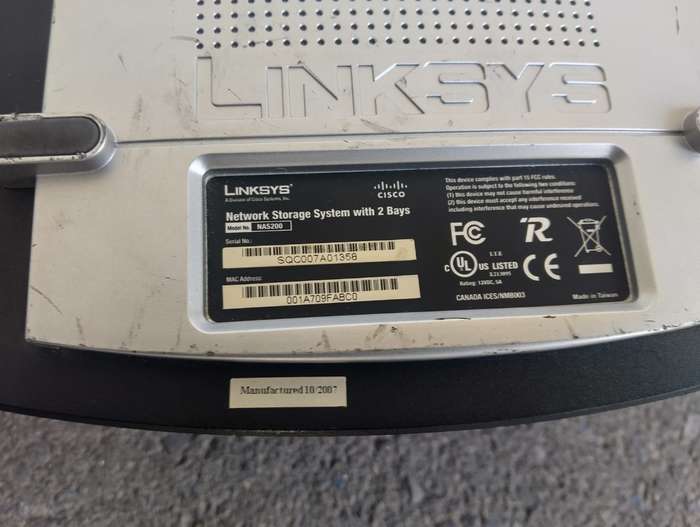 LINKSYS
LINKSYS®
A Division of Cisco Systems, Inc.
CISCO
Network Storage System with 2 Bays
Model No. NAS200
Serial No.:
SQC007A01358
MAC Address:
001A709FABC0
This device complies with part 15 FCC rules.
Operation is subject to the following two conditions:
(1) this device may not cause harmful interference
(2) this device must accept any interference received
including interference that may cause undesired operations.
FC
R
C UL US LISTED
I.T.E.
Rating: 12VDC, 5A
CE
CANADA ICES/NMB003
Made in Taiwan
Manufactured 10/2007